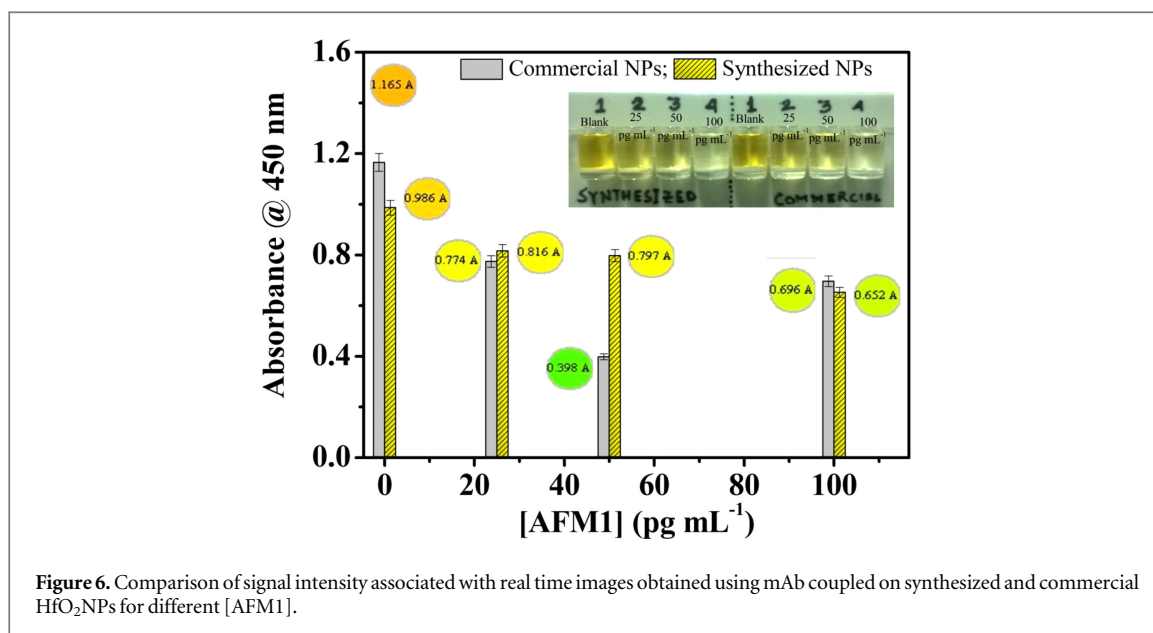 1.6
1.2
0.8
0.4
0.0
Absorbance @ 450 nm
Commercial NPs; Synthesized NPs
1.165 A
0.986 A
0.774 A
0.816 A
0.398 A
0.797 A
0.696 A
0.652 A
1 2 3 4 1 2 3 4
Blank 25 50 100 Blank 25 50 100
pg mL⁻¹ pg mL⁻¹ pg mL⁻¹ pg mL⁻¹ pg mL⁻¹ pg mL⁻¹
SYNTHESIZED COMMERCIAL
0 20 40 60 80 100
[AFM1] (pg mL⁻¹)
Figure 6. Comparison of signal intensity associated with real time images obtained using mAb coupled on synthesized and commercial
HfO₂NPs for different [AFM1].